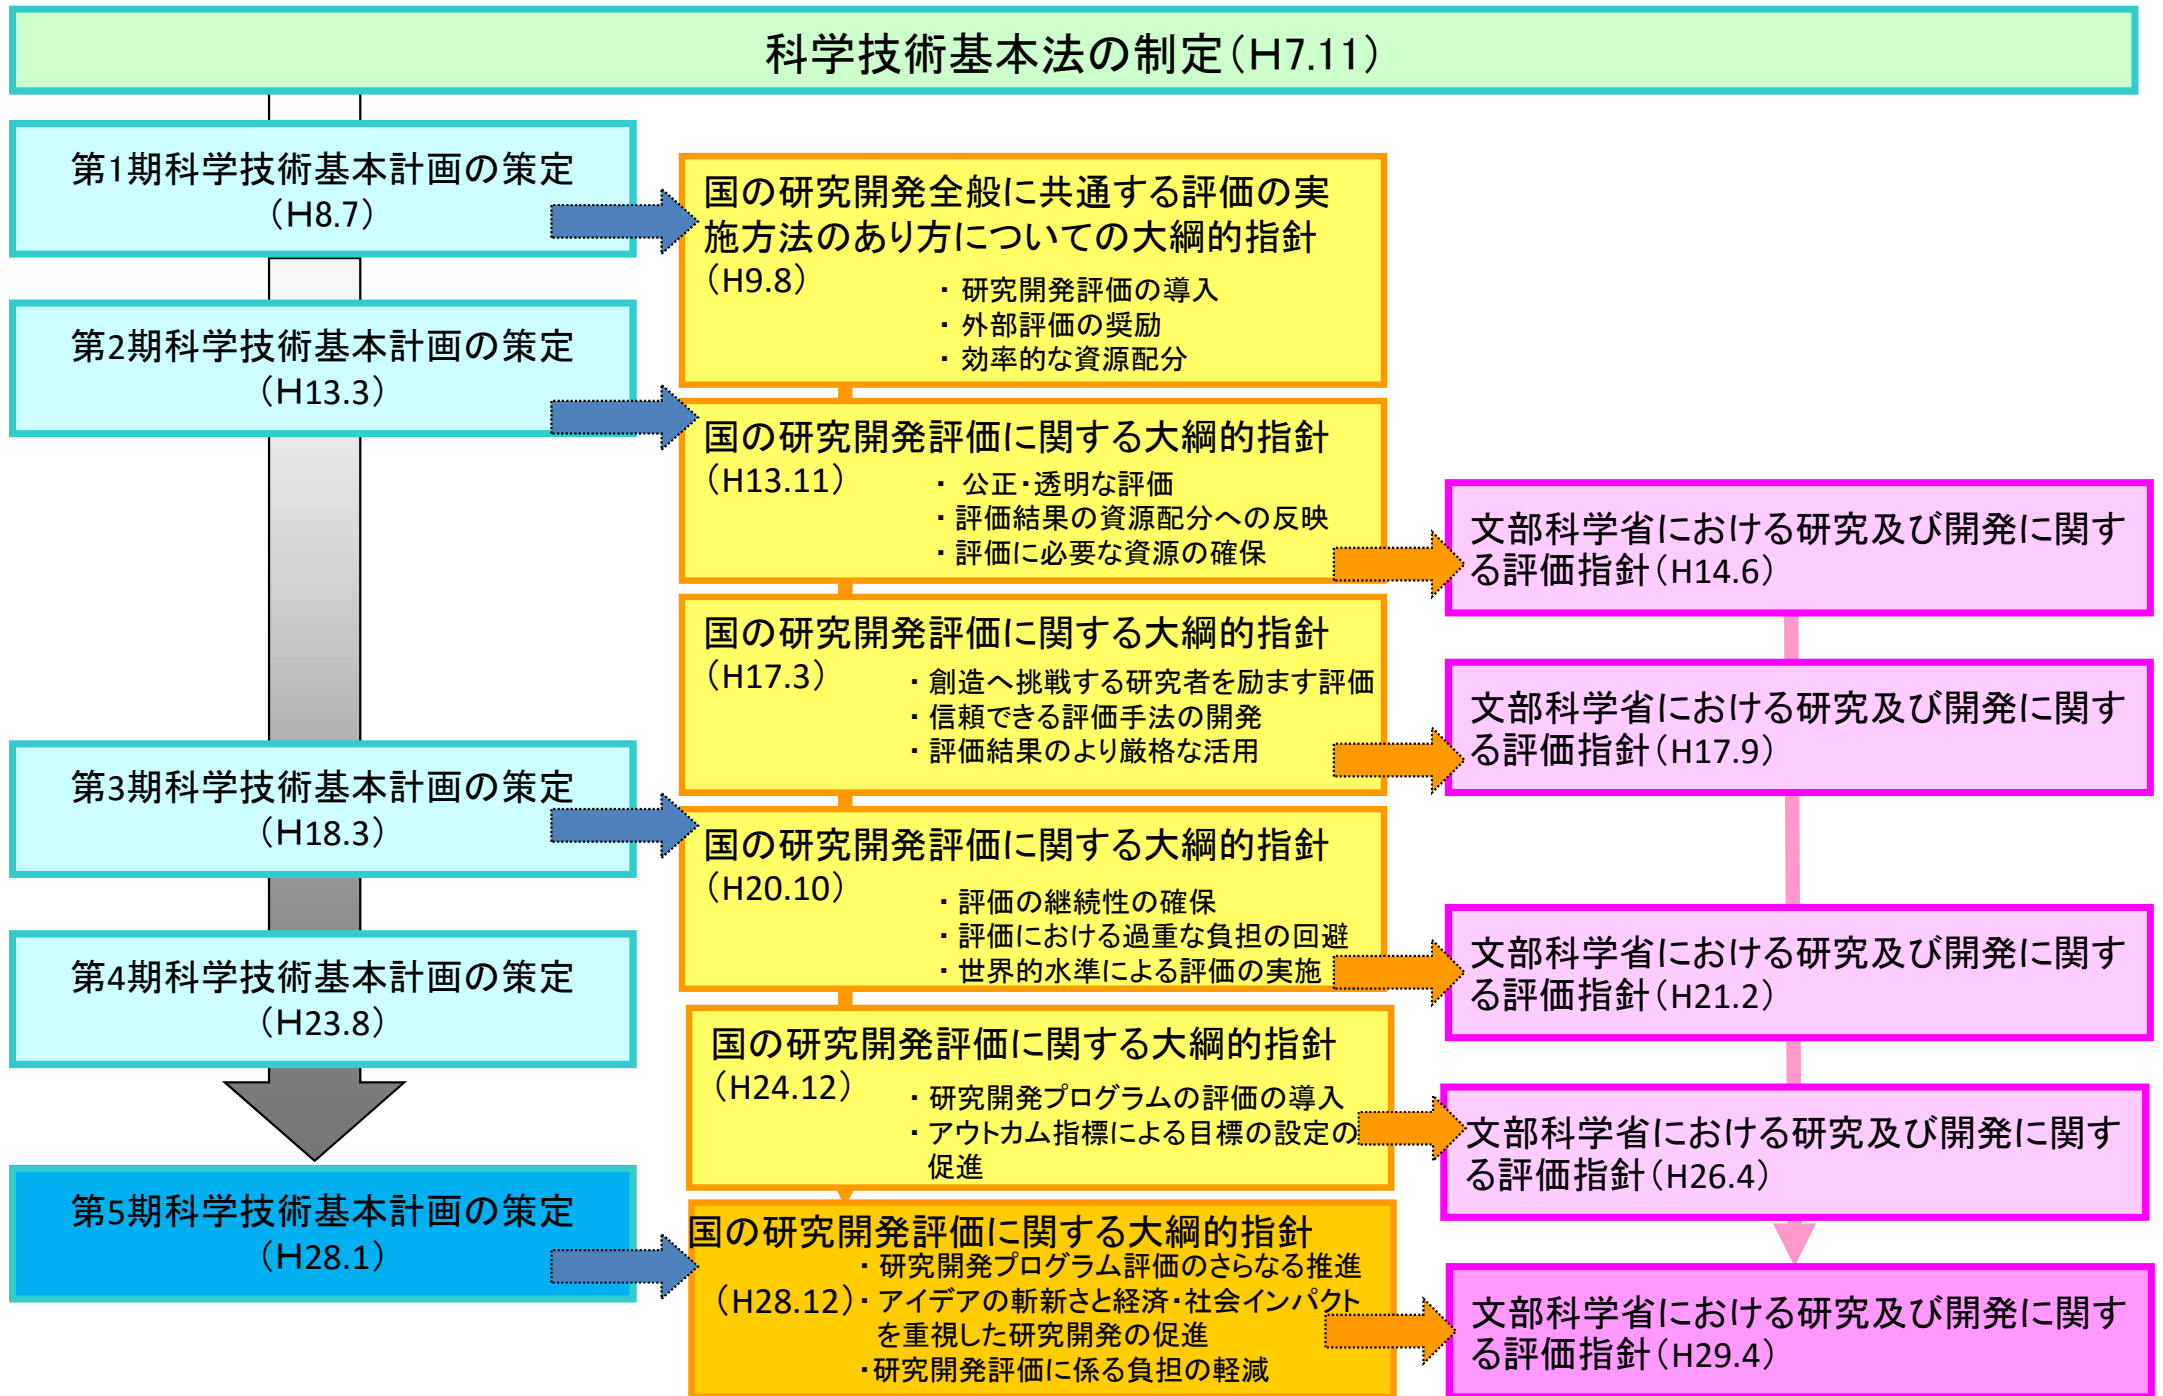 科学技術基本法の制定（H7.11）
第1期科学技術基本計画の策定
（H8.7）
第2期科学技術基本計画の策定
（H13.3）
第3期科学技術基本計画の策定
（H18.3）
第4期科学技術基本計画の策定
（H23.8）
第5期科学技術基本計画の策定
（H28.1）
国の研究開発全般に共通する評価の実
施方法のあり方についての大綱的指針
（H9.8）
・ 研究開発評価の導入
・ 外部評価の奨励
・ 効率的な資源配分
国の研究開発評価に関する大綱的指針
（H13.11）
・ 公正・透明な評価
・評価結果の資源配分への反映
・評価に必要な資源の確保
国の研究開発評価に関する大綱的指針
（H17.3）
・創造へ挑戦する研究者を励ます評価
・信頼できる評価手法の開発
・評価結果のより厳格な活用
国の研究開発評価に関する大綱的指針
（H20.10）
・評価の継続性の確保
・評価における過重な負担の回避
・世界的水準による評価の実施
国の研究開発評価に関する大綱的指針
（H24.12）
・研究開発プログラムの評価の導入
・アウトカム指標による目標の設定の
促進
国の研究開発評価に関する大綱的指針
・研究開発プログラム評価のさらなる推進
（H28.12）・アイデアの斬新さと経済・社会インパクト
を重視した研究開発の促進
・研究開発評価に係る負担の軽減
文部科学省における研究及び開発に関す
る評価指針（H14.6）
文部科学省における研究及び開発に関す
る評価指針（H17.9）
文部科学省における研究及び開発に関す
る評価指針（H21.2）
文部科学省における研究及び開発に関す
る評価指針（H26.4）
文部科学省における研究及び開発に関す
る評価指針（H29.4）